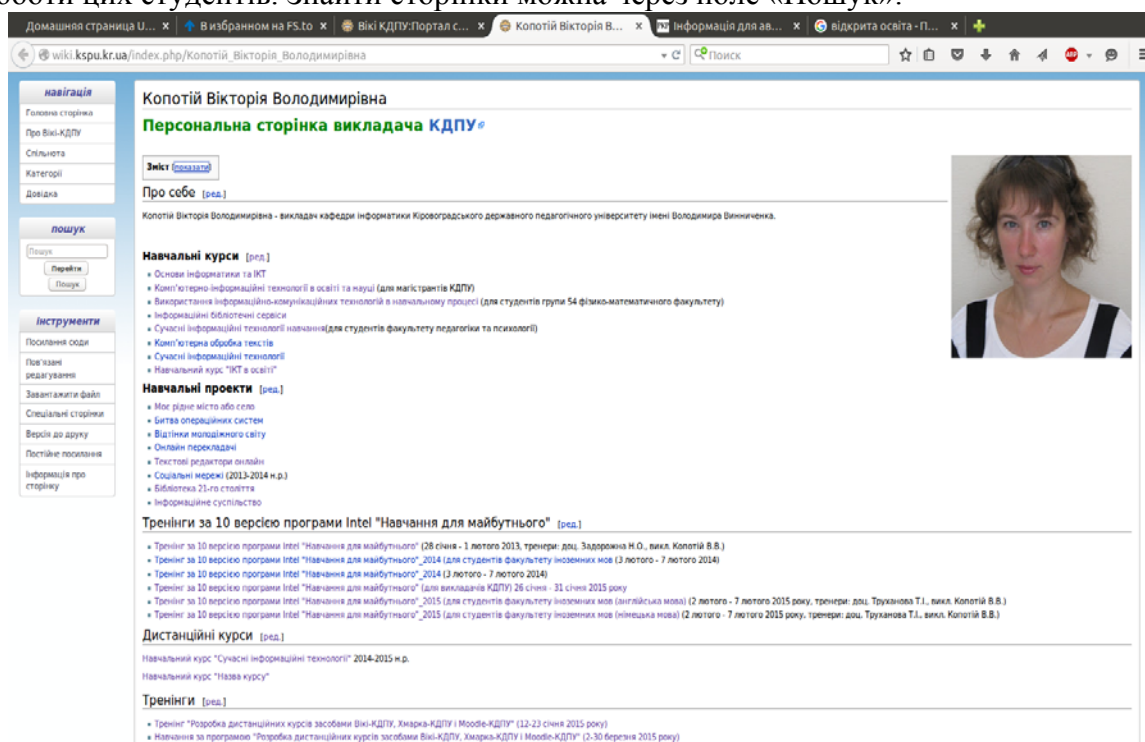 роботи цих студентів. Знайти сторінки можна через поле «Пошук».
Домашняя страница U... x В избранном на FS.to x Вікі КДПУ:Портал с... x Копотій Вікторія В... x Інформація для ав... x відкрита освіта - П... x
wiki.kspu.kr.ua/index.php/Копотій_Вікторія_Володимирівна Поиск
навігація
Головна сторінка
Про Вікі-КДПУ
Спільнота
Категорії
Довідка
пошук
Пошук
Перейти
Пошук
інструменти
Посилання сюди
Пов'язані
редагування
Завантажити файл
Спеціальні сторінки
Версія до друку
Постійне посилання
Інформація про
сторінку
Копотій Вікторія Володимирівна
Персональна сторінка викладача КДПУ
Зміст [показати]
Про себе [ред.]
Копотій Вікторія Володимирівна - викладач кафедри інформатики Кіровоградського державного педагогічного університету імені Володимира Винниченка.
Навчальні курси [ред.]
Основи інформатики та ІКТ
Комп'ютерно-інформаційні технології в освіті та науці (для магістрантів КДПУ)
Використання інформаційно-комунікаційних технологій в навчальному процесі (для студентів групи 54 фізико-математичного факультету)
Інформаційні бібліотечні сервіси
Сучасні інформаційні технології навчання(для студентів факультету педагогіки та психології)
Комп'ютерна обробка текстів
Сучасні інформаційні технології
Навчальний курс "ІКТ в освіті"
Навчальні проекти [ред.]
Моє рідне місто або село
Битва операційних систем
Відтінки молодіжного світу
Онлайн перекладачі
Текстові редактори онлайн
Соціальні мережі (2013-2014 н.р.)
Бібліотека 21-го століття
Інформаційне суспільство
Тренінги за 10 версією програми Intel "Навчання для майбутнього" [ред.]
Тренінг за 10 версією програми Intel "Навчання для майбутнього" (28 січня - 1 лютого 2013, тренери: доц. Задорожна Н.О., викл. Копотій В.В.)
Тренінг за 10 версією програми Intel "Навчання для майбутнього"_2014 (для студентів факультету іноземних мов (3 лютого - 7 лютого 2014)
Тренінг за 10 версією програми Intel "Навчання для майбутнього"_2014 (3 лютого - 7 лютого 2014)
Тренінг за 10 версією програми Intel "Навчання для майбутнього" (для викладачів КДПУ) 26 січня - 31 січня 2015 року
Тренінг за 10 версією програми Intel "Навчання для майбутнього"_2015 (для студентів факультету іноземних мов (англійська мова) (2 лютого - 7 лютого 2015 року, тренери: доц. Труханова Т.І., викл. Копотій В.В.)
Тренінг за 10 версією програми Intel "Навчання для майбутнього"_2015 (для студентів факультету іноземних мов (німецька мова) (2 лютого - 7 лютого 2015 року, тренери: доц. Труханова Т.І., викл. Копотій В.В.)
Дистанційні курси [ред.]
Навчальний курс "Сучасні інформаційні технології" 2014-2015 н.р.
Навчальний курс "Назва курсу"
Тренінги [ред.]
Тренінг "Розробка дистанційних курсів засобами Вікі-КДПУ, Хмарка-КДПУ і Moodle-КДПУ" (12-23 січня 2015 року)
Навчання за програмою "Розробка дистанційних курсів засобами Вікі-КДПУ, Хмарка-КДПУ і Moodle-КДПУ" (2-30 березня 2015 року)